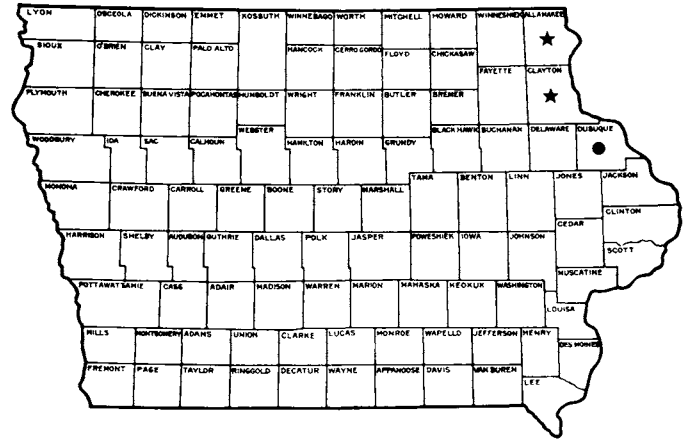 LYON OSCEOLA DICKINSON EMMET KOSSUTH WINNEBAGO WORTH MITCHELL HOWARD WINNESHIEK ALLAMAKEE
SIOUX O'BRIEN CLAY PALO ALTO HANCOCK CERRO GORDO FLOYD CHICKASAW
FAYETTE CLAYTON
PLYMOUTH CHEROKEE BUENA VISTA POCAHONTAS HUMBOLDT WRIGHT FRANKLIN BUTLER BREMER
WEBSTER
WOODBURY IDA SAC CALHOUN HAMILTON HARDIN GRUNDY BLACK HAWK BUCHANAN DELAWARE DUBUQUE
TAMA BENTON LINN JONES JACKSON
MONONA CRAWFORD CARROLL GREENE BOONE STORY MARSHALL
CLINTON
CEDAR
HARRISON SHELBY AUDUBON GUTHRIE DALLAS POLK JASPER POWESHIEK IOWA JOHNSON
SCOTT
MUSCATINE
POTTAWATTAMIE CASS ADAIR MADISON WARREN MARION MAHASKA KEOKUK WASHINGTON
LOUISA
MILLS MONTGOMERY ADAMS UNION CLARKE LUCAS MONROE WAPELLO JEFFERSON HENRY
DES MOINES
FREMONT PAGE TAYLOR RINGGOLD DECATUR WAYNE APPANOOSE DAVIS VAN BUREN
LEE